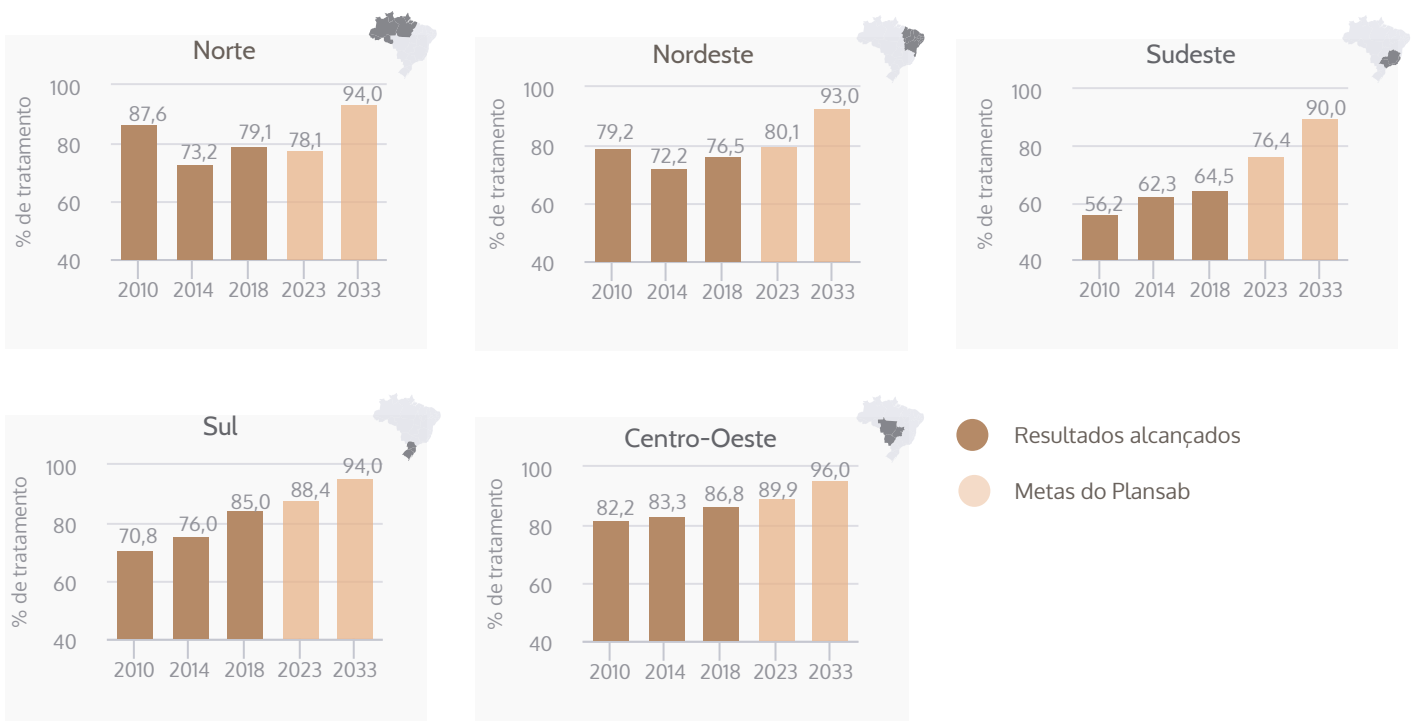 Norte
% de tratamento
100
80
60
40
87,6
73,2
79,1
78,1
94,0
2010 2014 2018 2023 2033
Nordeste
% de tratamento
100
80
60
40
79,2
72,2
76,5
80,1
93,0
2010 2014 2018 2023 2033
Sudeste
% de tratamento
100
80
60
40
56,2
62,3
64,5
76,4
90,0
2010 2014 2018 2023 2033
Sul
% de tratamento
100
80
60
40
70,8
76,0
85,0
88,4
94,0
2010 2014 2018 2023 2033
Centro-Oeste
% de tratamento
100
80
60
40
82,2
83,3
86,8
89,9
96,0
2010 2014 2018 2023 2033
Resultados alcançados
Metas do Plansab